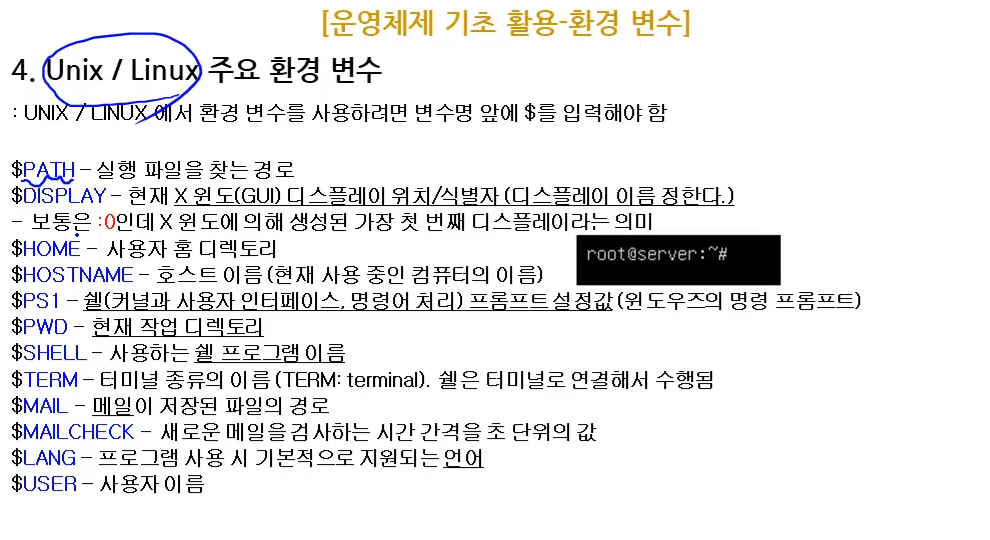 [운영체제 기초 활용-환경 변수]
4. Unix / Linux 주요 환경 변수
: UNIX / LINUX 에서 환경 변수를 사용하려면 변수명 앞에 $를 입력해야 함
$PATH – 실행 파일을 찾는 경로
$DISPLAY – 현재 X 윈도(GUI) 디스플레이 위치/식별자 (디스플레이 이름 정한다.)
– 보통은 :0인데 X 윈도에 의해 생성된 가장 첫 번째 디스플레이라는 의미
$HOME – 사용자 홈 디렉토리
root@server:~#
$HOSTNAME – 호스트 이름 (현재 사용 중인 컴퓨터의 이름)
$PS1 – 쉘(커널과 사용자 인터페이스, 명령어 처리) 프롬프트 설정값 (윈도우즈의 명령 프롬프트)
$PWD – 현재 작업 디렉토리
$SHELL – 사용하는 쉘 프로그램 이름
$TERM – 터미널 종류의 이름 (TERM: terminal). 쉘은 터미널로 연결해서 수행됨
$MAIL – 메일이 저장된 파일의 경로
$MAILCHECK – 새로운 메일을 검사하는 시간 간격을 초 단위의 값
$LANG – 프로그램 사용 시 기본적으로 지원되는 언어
$USER – 사용자 이름